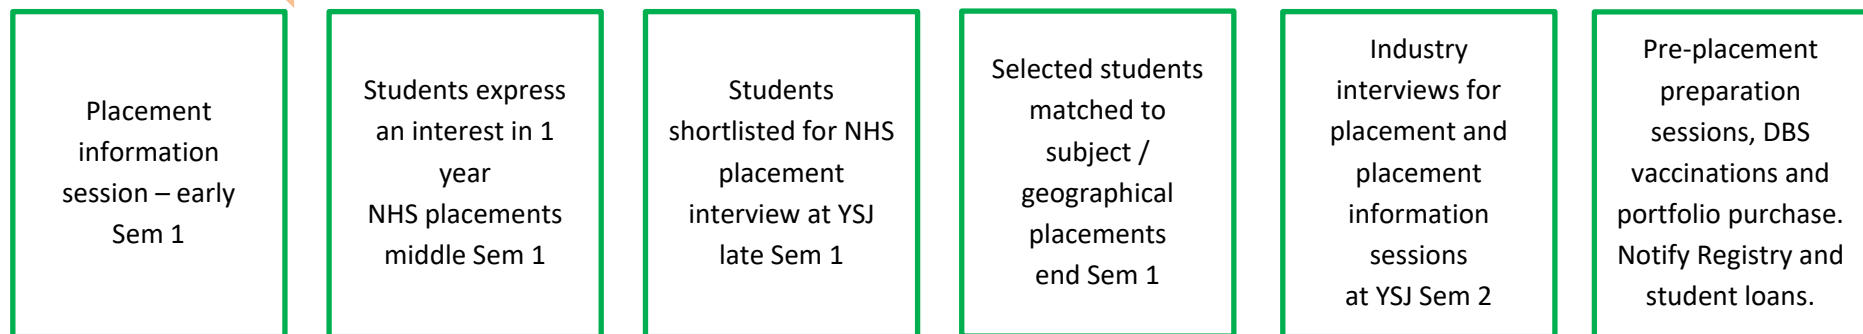 Placement
information
session – early
Sem 1
Students express
an interest in 1
year
NHS placements
middle Sem 1
Students
shortlisted for NHS
placement
interview at YSJ
late Sem 1
Selected students
matched to
subject /
geographical
placements
end Sem 1
Industry
interviews for
placement and
placement
information
sessions
at YSJ Sem 2
Pre-placement
preparation
sessions, DBS
vaccinations and
portfolio purchase.
Notify Registry and
student loans.